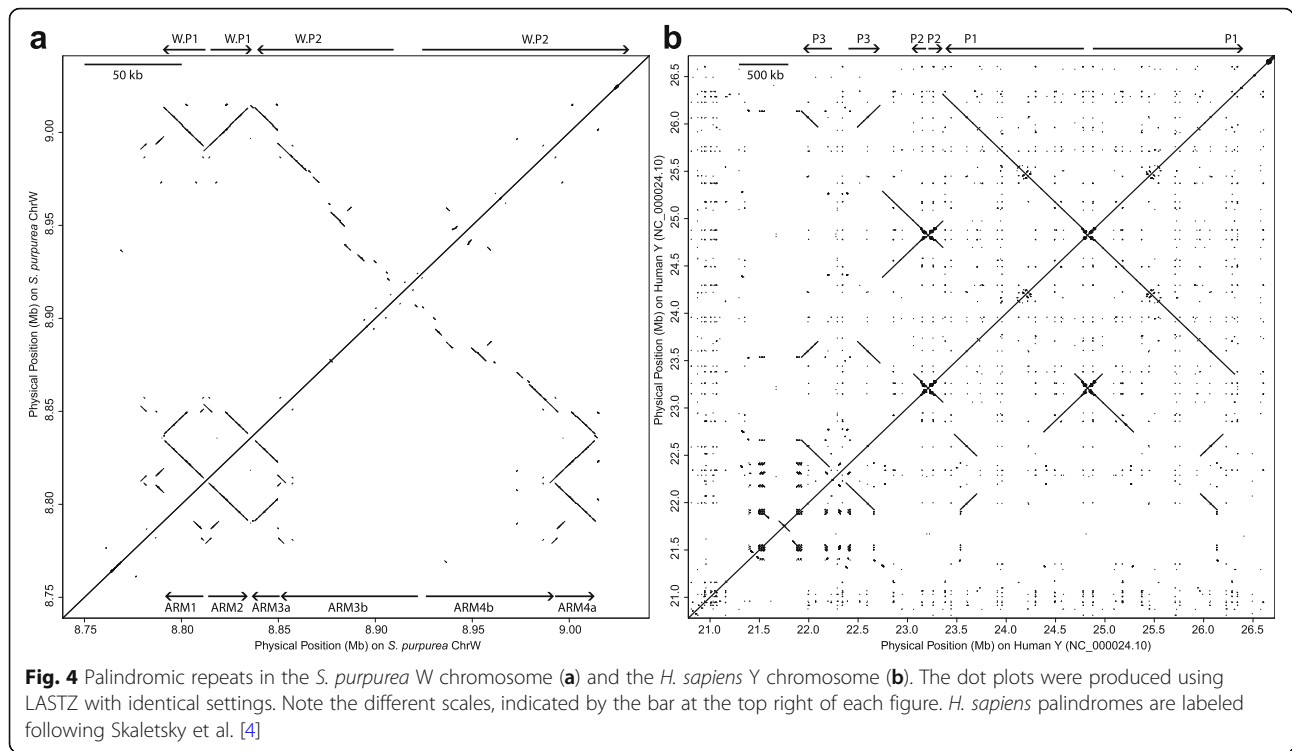 a
W.P1 W.P1 W.P2 W.P2
50 kb
Physical Position (Mb) on S. purpurea ChrW
9.00
8.95
8.90
8.85
8.80
8.75
ARM1 ARM2 ARM3a ARM3b ARM4b ARM4a
8.75 8.80 8.85 8.90 8.95 9.00
Physical Position (Mb) on S. purpurea ChrW
b
P3 P3 P2 P2 P1 P1
500 kb
Physical Position (Mb) on Human Y (NC_000024.10)
26.5
26.0
25.5
25.0
24.5
24.0
23.5
23.0
22.5
22.0
21.5
21.0
21.0 21.5 22.0 22.5 23.0 23.5 24.0 24.5 25.0 25.5 26.0 26.5
Physical Position (Mb) on Human Y (NC_000024.10)
Fig. 4 Palindromic repeats in the S. purpurea W chromosome (a) and the H. sapiens Y chromosome (b). The dot plots were produced using
LASTZ with identical settings. Note the different scales, indicated by the bar at the top right of each figure. H. sapiens palindromes are labeled
following Skaletsky et al. [4]